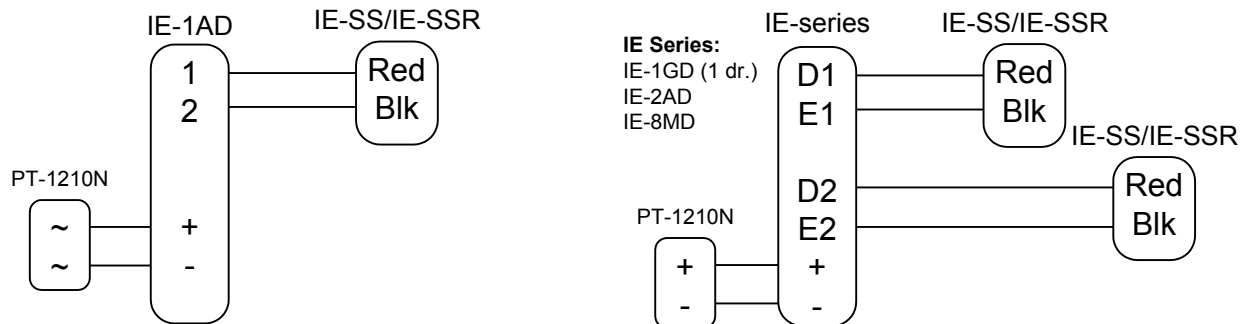 IE-1AD
IE-SS/IE-SSR
1
Red
2
Blk
PT-1210N
~
+
~
-
IE Series:
IE-1GD (1 dr.)
IE-2AD
IE-8MD
IE-series
IE-SS/IE-SSR
D1
Red
E1
Blk
IE-SS/IE-SSR
D2
Red
E2
Blk
PT-1210N
+
+
-
-